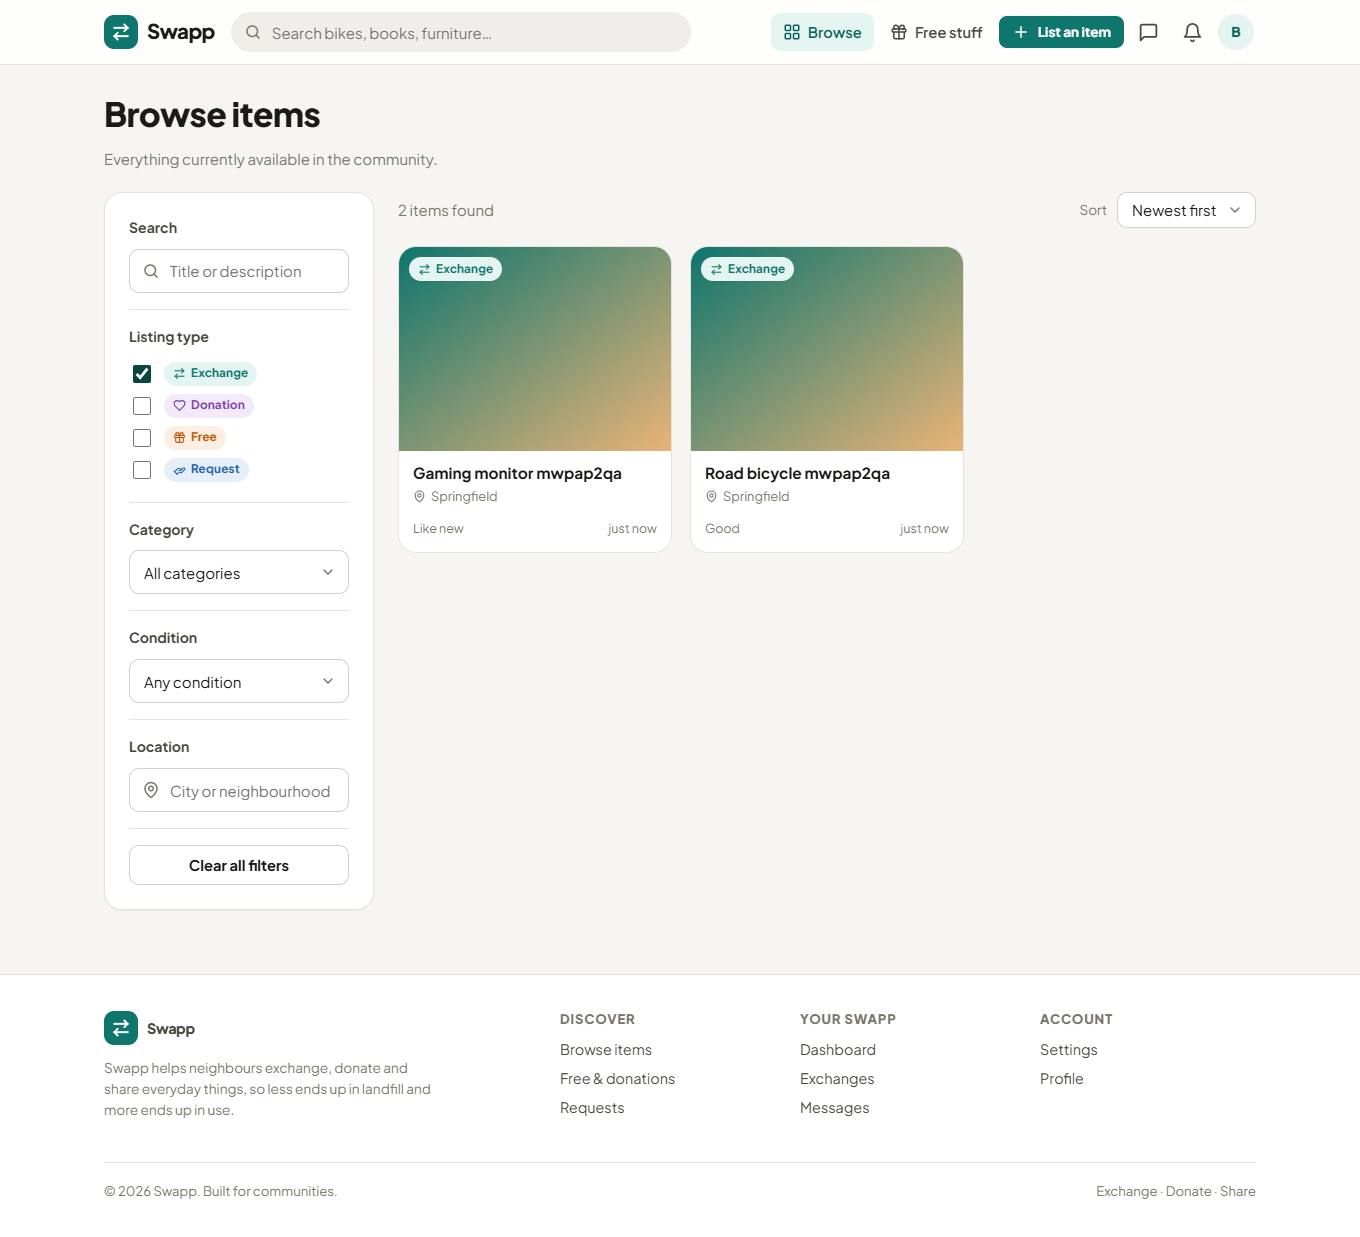 Swapp
Search bikes, books, furniture...
Browse
Free stuff
List an item
B
Browse items
Everything currently available in the community.
Search
Title or description
Listing type
Exchange
Donation
Free
Request
Category
All categories
Condition
Any condition
Location
City or neighbourhood
Clear all filters
2 items found
Sort
Newest first
Exchange
Gaming monitor mwpap2qa
Springfield
Like new
just now
Exchange
Road bicycle mwpap2qa
Springfield
Good
just now
Swapp
Swapp helps neighbours exchange, donate and
share everyday things, so less ends up in landfill and
more ends up in use.
DISCOVER
Browse items
Free & donations
Requests
YOUR SWAPP
Dashboard
Exchanges
Messages
ACCOUNT
Settings
Profile
© 2026 Swapp. Built for communities.
Exchange · Donate · Share